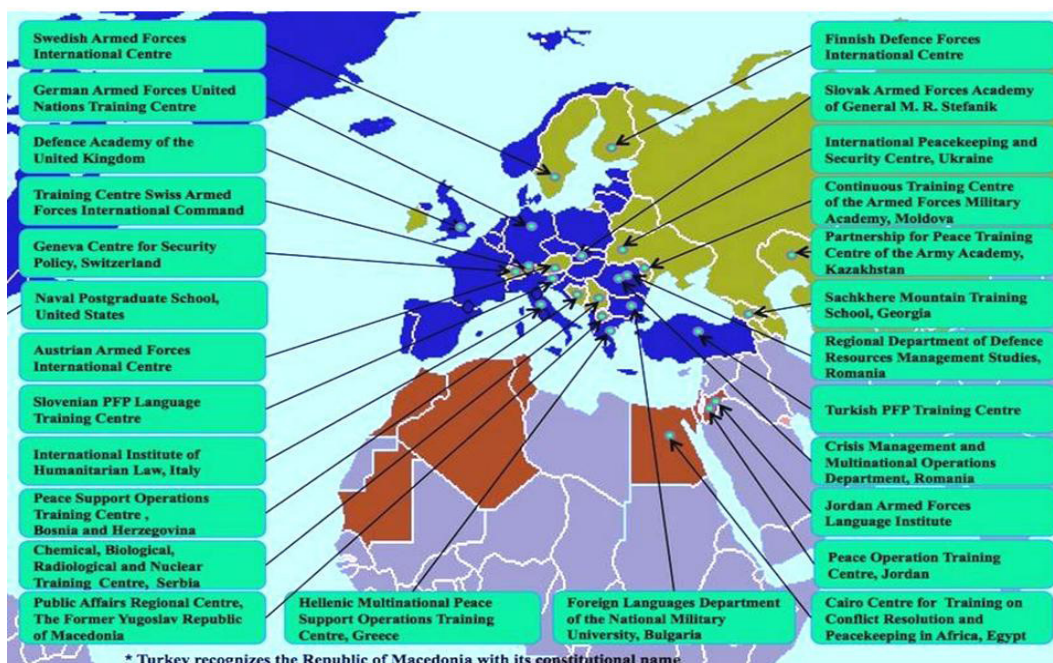 Swedish Armed Forces
International Centre
German Armed Forces United
Nations Training Centre
Defence Academy of the
United Kingdom
Training Centre Swiss Armed
Forces International Command
Geneva Centre for Security
Policy, Switzerland
Naval Postgraduate School,
United States
Austrian Armed Forces
International Centre
Slovenian PFP Language
Training Centre
International Institute of
Humanitarian Law, Italy
Peace Support Operations
Training Centre ,
Bosnia and Herzegovina
Chemical, Biological,
Radiological and Nuclear
Training Centre, Serbia
Public Affairs Regional Centre,
The Former Yugoslav Republic
of Macedonia
Hellenic Multinational Peace
Support Operations Training
Centre, Greece
Foreign Languages Department
of the National Military
University, Bulgaria
Finnish Defence Forces
International Centre
Slovak Armed Forces Academy
of General M. R. Stefanik
International Peacekeeping and
Security Centre, Ukraine
Continuous Training Centre
of the Armed Forces Military
Academy, Moldova
Partnership for Peace Training
Centre of the Army Academy,
Kazakhstan
Sachkhere Mountain Training
School, Georgia
Regional Department of Defence
Resources Management Studies,
Romania
Turkish PFP Training Centre
Crisis Management and
Multinational Operations
Department, Romania
Jordan Armed Forces
Language Institute
Peace Operation Training
Centre, Jordan
Cairo Centre for Training on
Conflict Resolution and
Peacekeeping in Africa, Egypt
* Turkey recognizes the Republic of Macedonia with its constitutional name